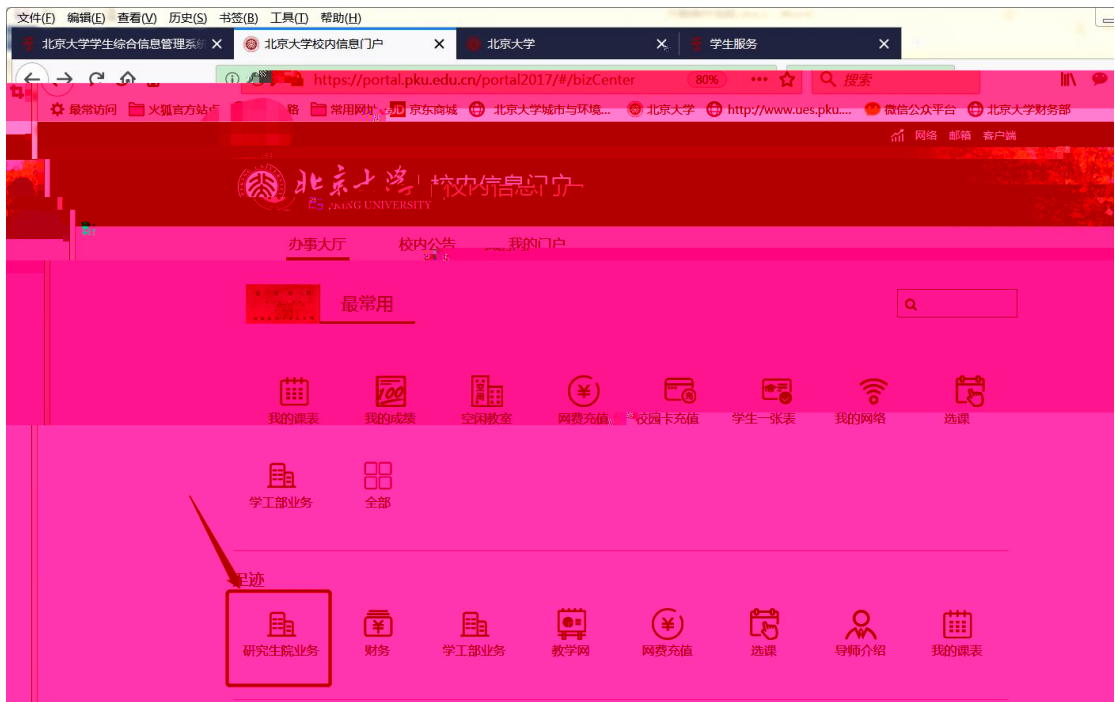 文件(F) 编辑(E) 查看(V) 历史(S) 书签(B) 工具(T) 帮助(H)
北京大学学生综合信息管理系统 北京大学校内信息门户 北京大学 学生服务
https://portal.pku.edu.cn/portal2017/#/bizCenter 80% 搜索
最常访问 火狐官方站点 常用网址 JD 京东商城 北京大学城市与环境... 北京大学 http://www.ues.pku.... 微信公众平台 北京大学财务部
网络 邮箱 客户端
北京大学 校内信息门户
KING UNIVERSITY
办事大厅 校内公告 我的门户
最常用
我的课表 我的成绩 空闲教室 网费充值 校园卡充值 学生一张表 我的网络 选课
学工部业务 全部
足迹
研究生院业务 财务 学工部业务 教学网 网费充值 选课 导师介绍 我的课表